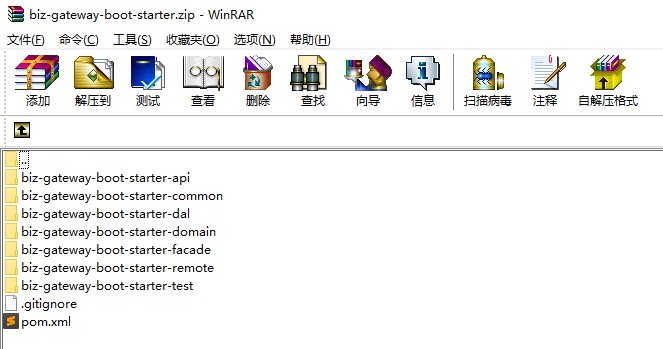 biz-gateway-boot-starter.zip - WinRAR
文件(F) 命令(C) 工具(S) 收藏夹(O) 选项(N) 帮助(H)
添加 解压到 测试 查看 删除 查找 向导 信息 扫描病毒 注释 自解压格式
..
biz-gateway-boot-starter-api
biz-gateway-boot-starter-common
biz-gateway-boot-starter-dal
biz-gateway-boot-starter-domain
biz-gateway-boot-starter-facade
biz-gateway-boot-starter-remote
biz-gateway-boot-starter-test
.gitignore
pom.xml